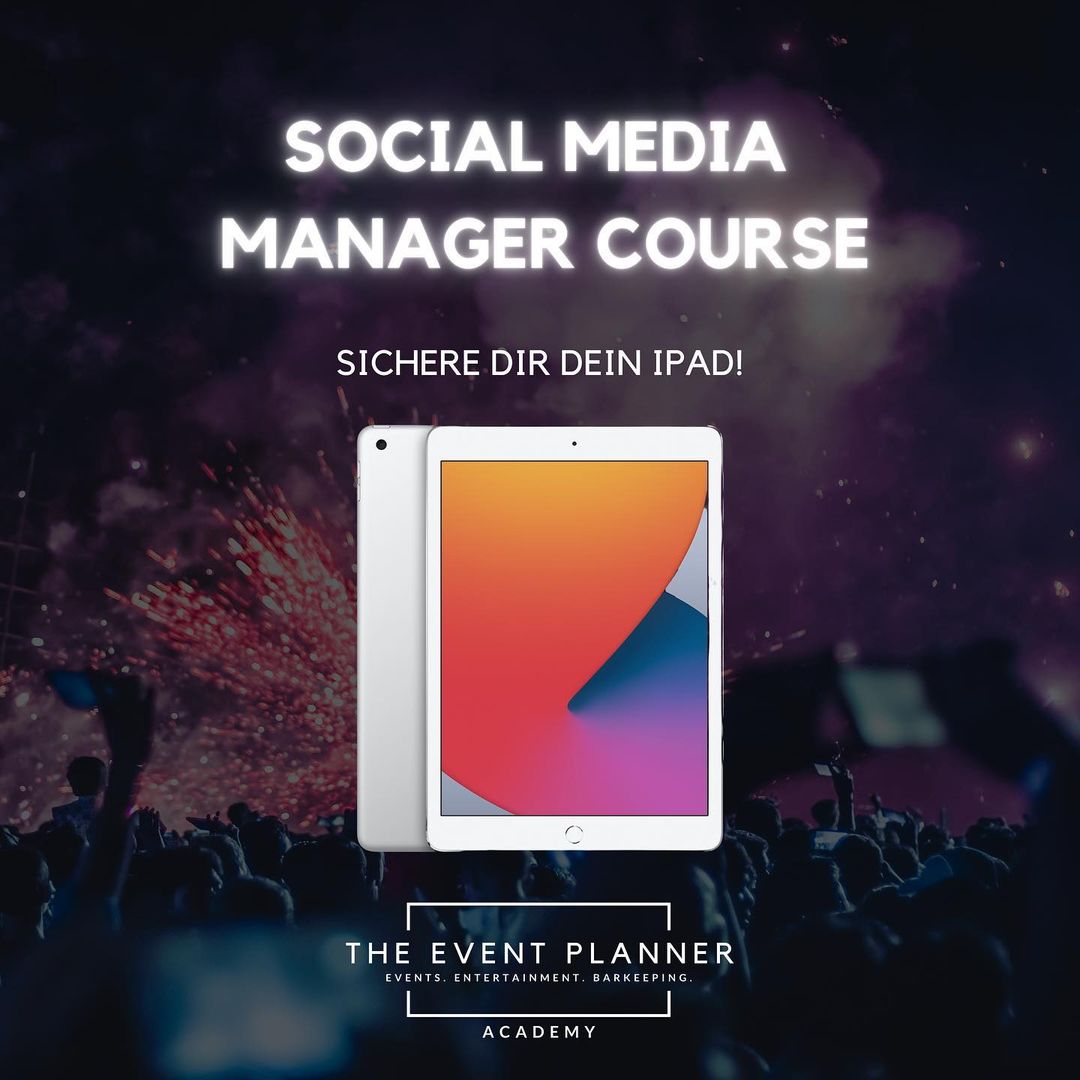 SOCIAL MEDIA
MANAGER COURSE
SICHERE DIR DEIN IPAD!
THE EVENT PLANNER
EVENTS. ENTERTAINMENT. BARKEEPING.
ACADEMY